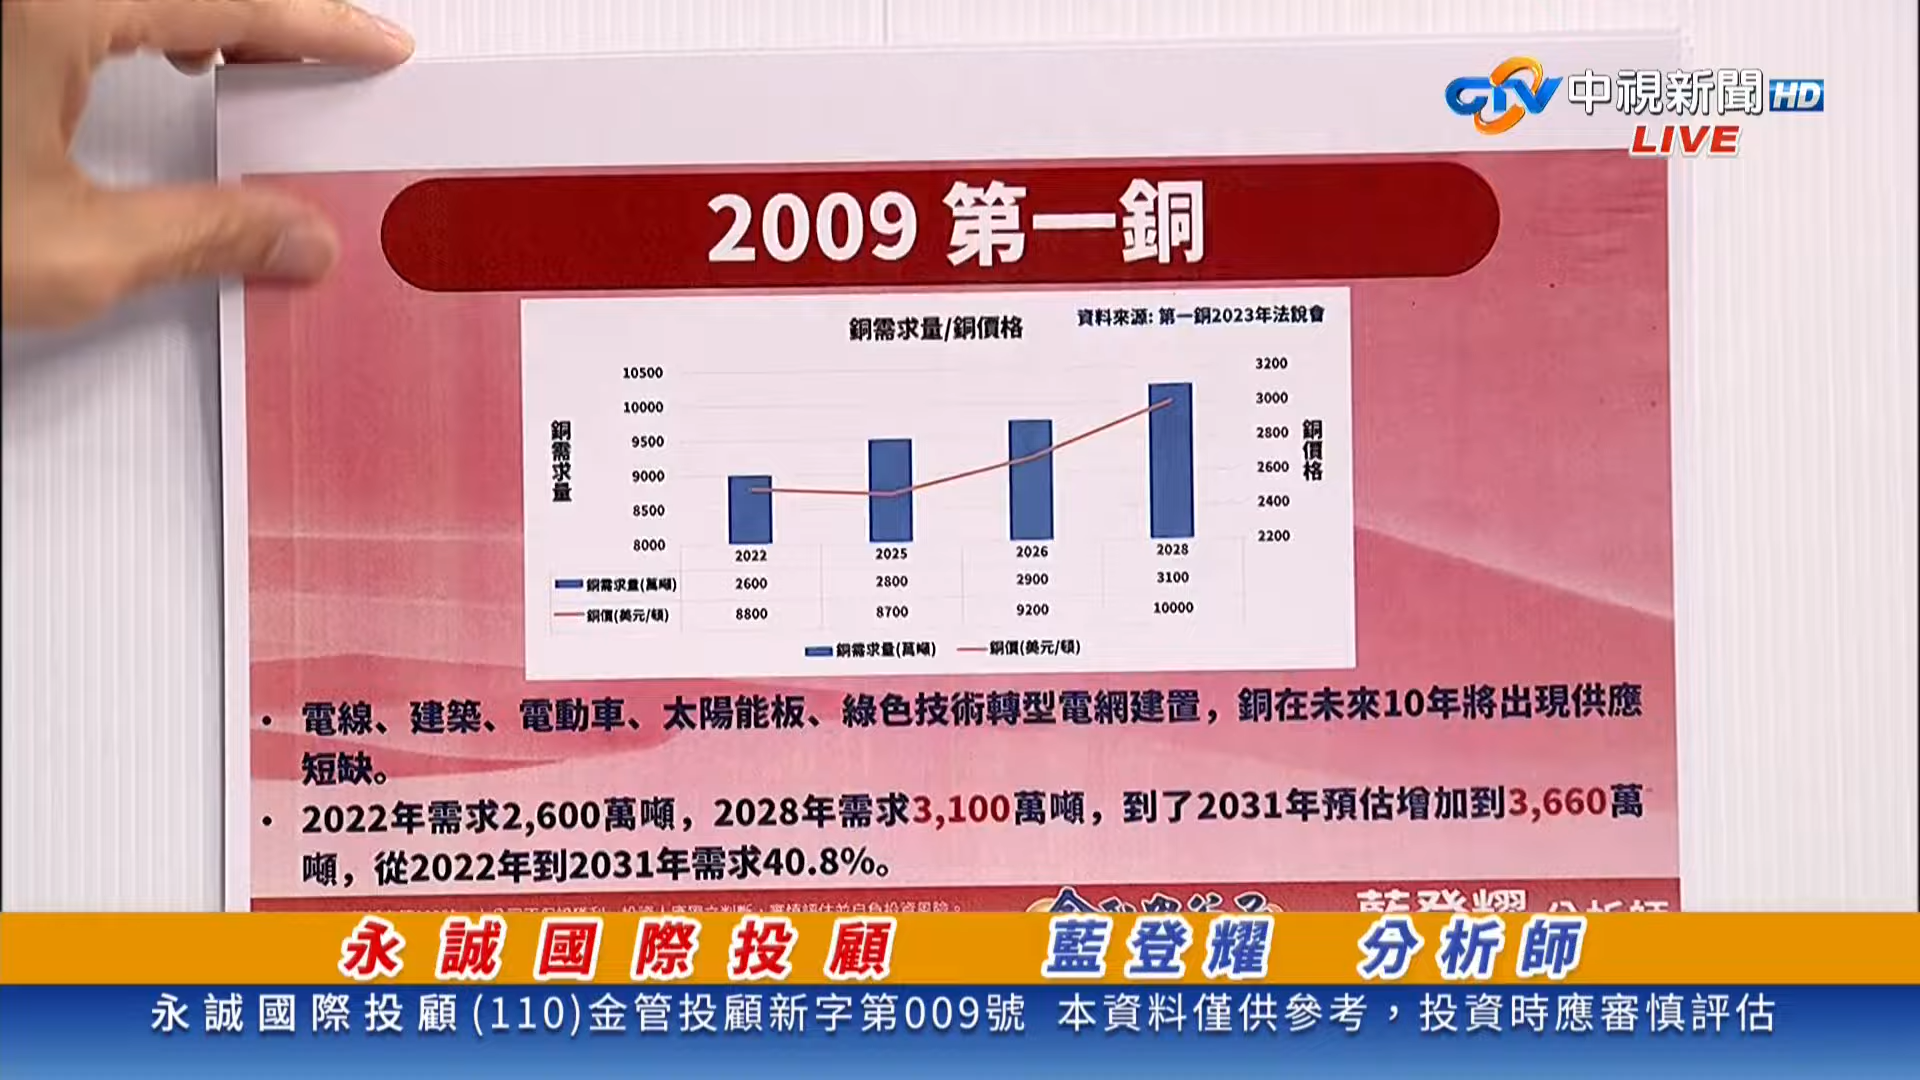 CTV 中視新聞 HD
LIVE
2009 第一銅
銅需求量/銅價格
資料來源: 第一銅2023年法說會
銅需求量
10500
10000
9500
9000
8500
8000
銅價格
3200
3000
2800
2600
2400
2200
2022 2025 2026 2028
銅需求量(萬噸) 2600 2800 2900 3100
銅價(美元/頓) 8800 8700 9200 10000
銅需求量(萬噸) 銅價(美元/頓)
• 電線、建築、電動車、太陽能板、綠色技術轉型電網建置，銅在未來10年將出現供應
短缺。
• 2022年需求2,600萬噸，2028年需求3,100萬噸，到了2031年預估增加到3,660萬
噸，從2022年到2031年需求40.8%。
藍登耀 分析師
永誠國際投顧 藍登耀 分析師
永誠國際投顧(110)金管投顧新字第009號 本資料僅供參考，投資時應審慎評估